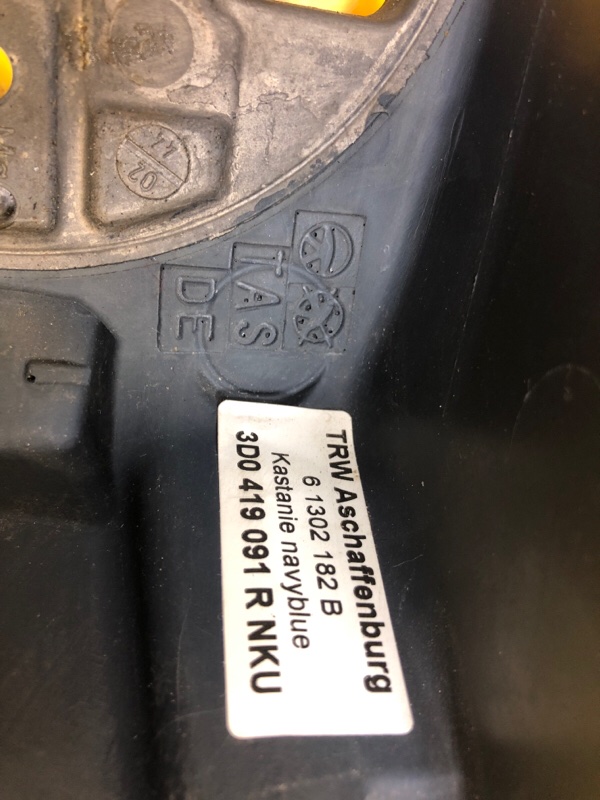 TRW Aschaffenburg
6 1302 182 B
Kastanie navyblue
3D0 419 091 R NKU
TAS
DE
11
02